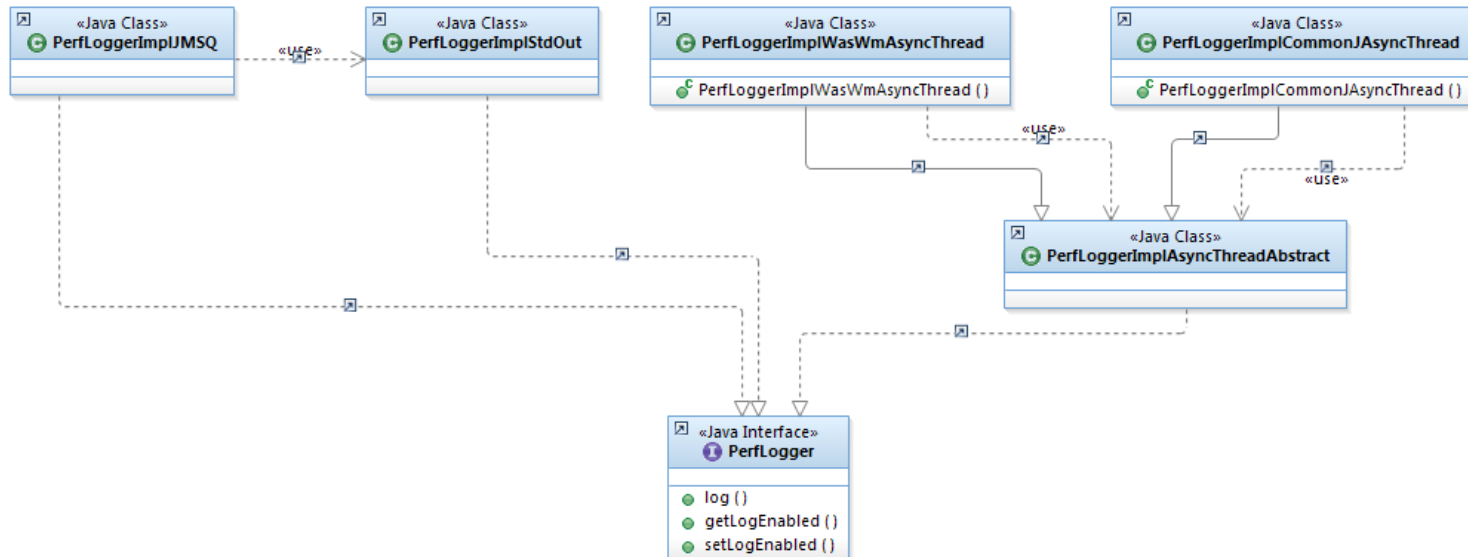 «Java Class»
PerfLoggerImplJMSQ
«use»
«Java Class»
PerfLoggerImplStdOut
«Java Class»
PerfLoggerImplWasWmAsyncThread
PerfLoggerImplWasWmAsyncThread ( )
«Java Class»
PerfLoggerImplCommonJAsyncThread
PerfLoggerImplCommonJAsyncThread ( )
«use»
«use»
«Java Class»
PerfLoggerImplAsyncThreadAbstract
«Java Interface»
PerfLogger
log ( )
getLogEnabled ( )
setLogEnabled ( )